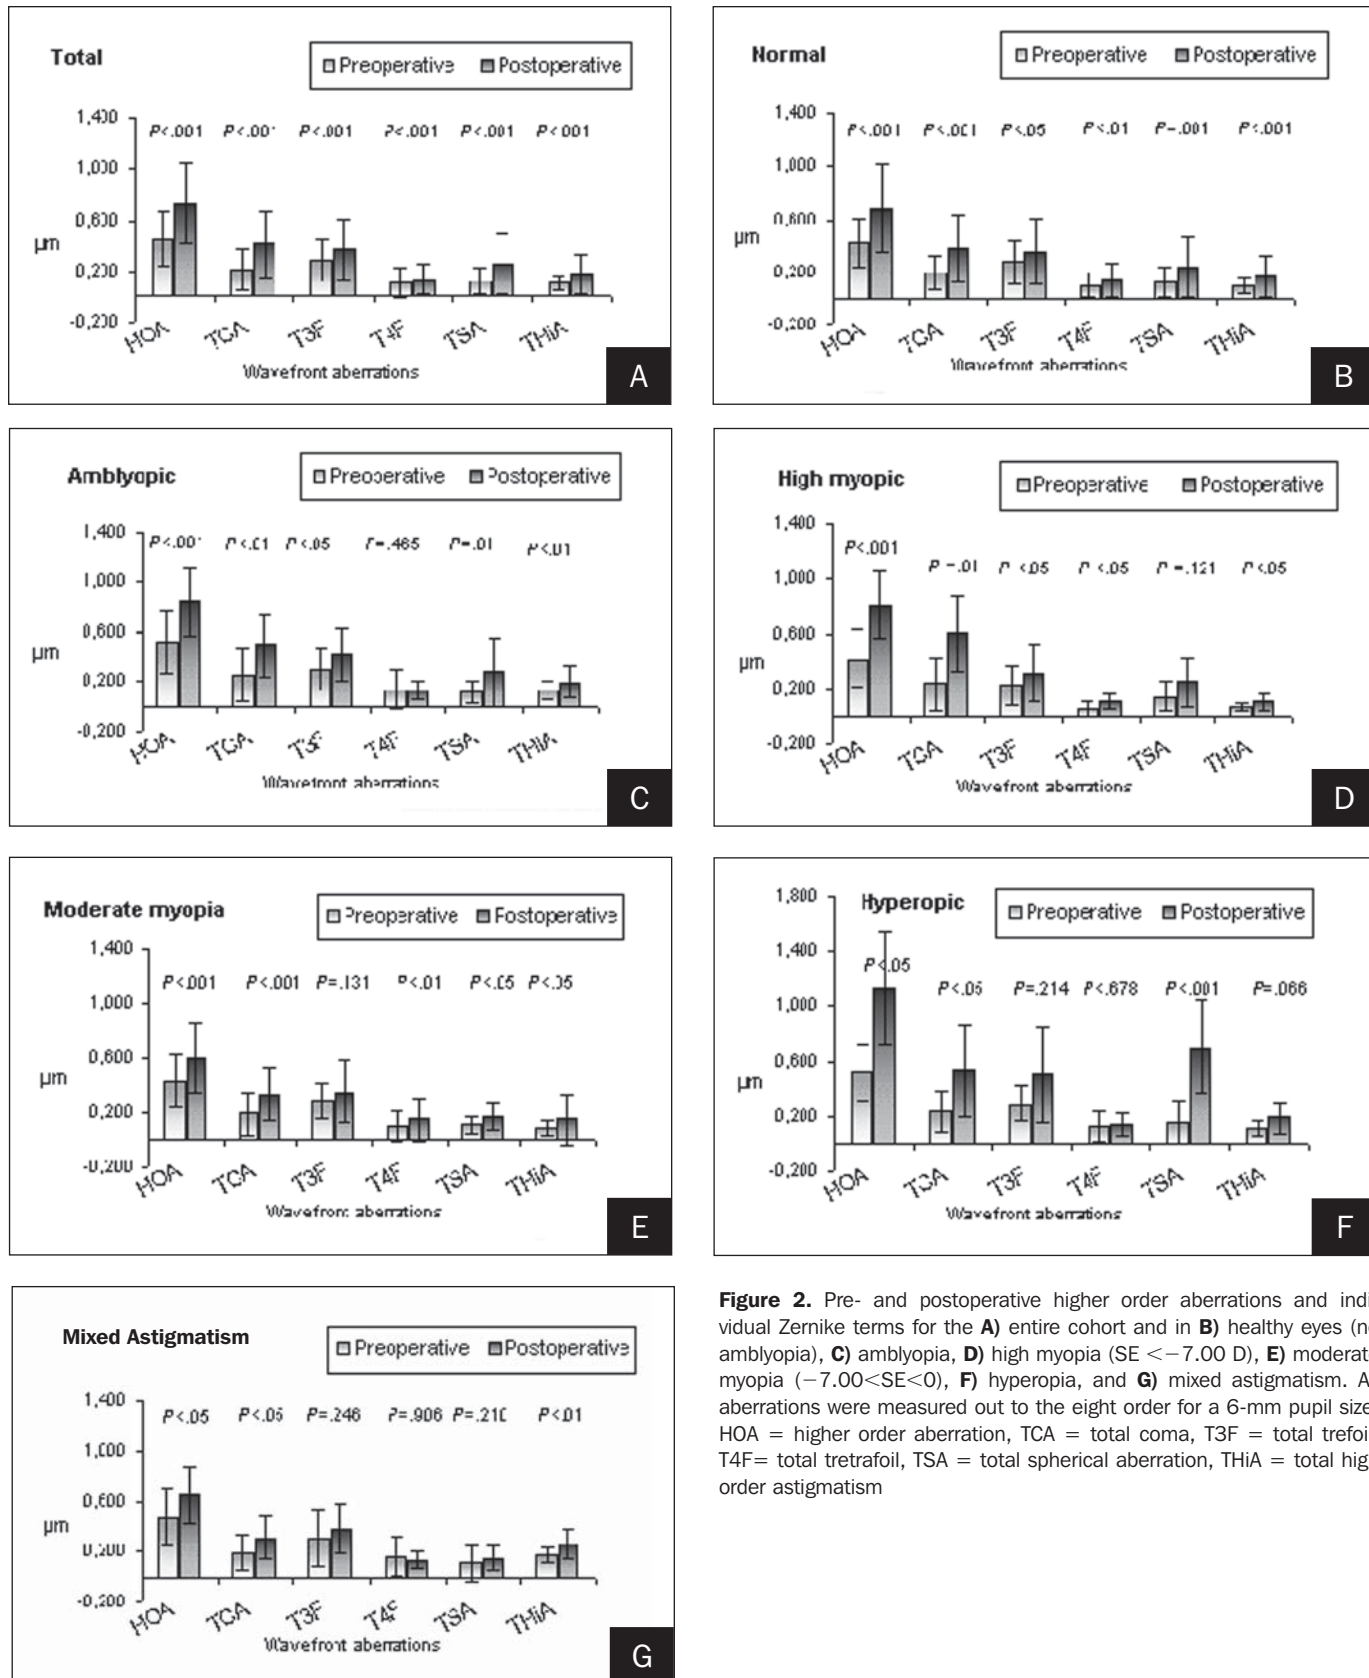 Total
Preoperative Postoperative
1,400
1,000
0,600
0,200
-0,200
µm
P<.001 P<.001 P<.001 P<.001 P<.001 P<.001
HOA TCA T3F T4F TSA THiA
Wavefront aberrations
A
Normal
Preoperative Postoperative
1,400
1,000
0,600
0,200
-0,200
µm
P<.001 P<.001 P<.05 P<.01 P=.001 P<.001
HOA TCA T3F T4F TSA THiA
Wavefront aberrations
B
Amblyopic
Preoperative Postoperative
1,400
1,000
0,600
0,200
-0,200
µm
P<.001 P<.01 P<.05 P=.465 P=.01 P<.01
HOA TCA T3F T4F TSA THiA
Wavefront aberrations
C
High myopic
Preoperative Postoperative
1,400
1,000
0,600
0,200
-0,200
µm
P<.001 P=.01 P<.05 P<.05 P=.121 P<.05
HOA TCA T3F T4F TSA THiA
Wavefront aberrations
D
Moderate myopia
Preoperative Postoperative
1,400
1,000
0,600
0,200
-0,200
µm
P<.001 P<.001 P=.131 P<.01 P<.05 P<.05
HOA TCA T3F T4F TSA THiA
Wavefront aberrations
E
Hyperopic
Preoperative Postoperative
1,800
1,400
1,000
0,600
0,200
-0,200
µm
P<.05 P<.05 P=.214 P<.678 P<.001 P=.066
HOA TCA T3F T4F TSA THiA
Wavefront aberrations
F
Mixed Astigmatism
Preoperative Postoperative
1,400
1,000
0,600
0,200
-0,200
µm
P<.05 P<.05 P=.246 P=.906 P=.210 P<.01
HOA TCA T3F T4F TSA THiA
Wavefront aberrations
G
Figure 2. Pre- and postoperative higher order aberrations and indi-
vidual Zernike terms for the A) entire cohort and in B) healthy eyes (n
amblyopia), C) amblyopia, D) high myopia (SE <−7.00 D), E) moderat
myopia (−7.00<SE<0), F) hyperopia, and G) mixed astigmatism. A
aberrations were measured out to the eight order for a 6-mm pupil size
HOA = higher order aberration, TCA = total coma, T3F = total trefoi
T4F= total tretrafoil, TSA = total spherical aberration, THiA = total hig
order astigmatism